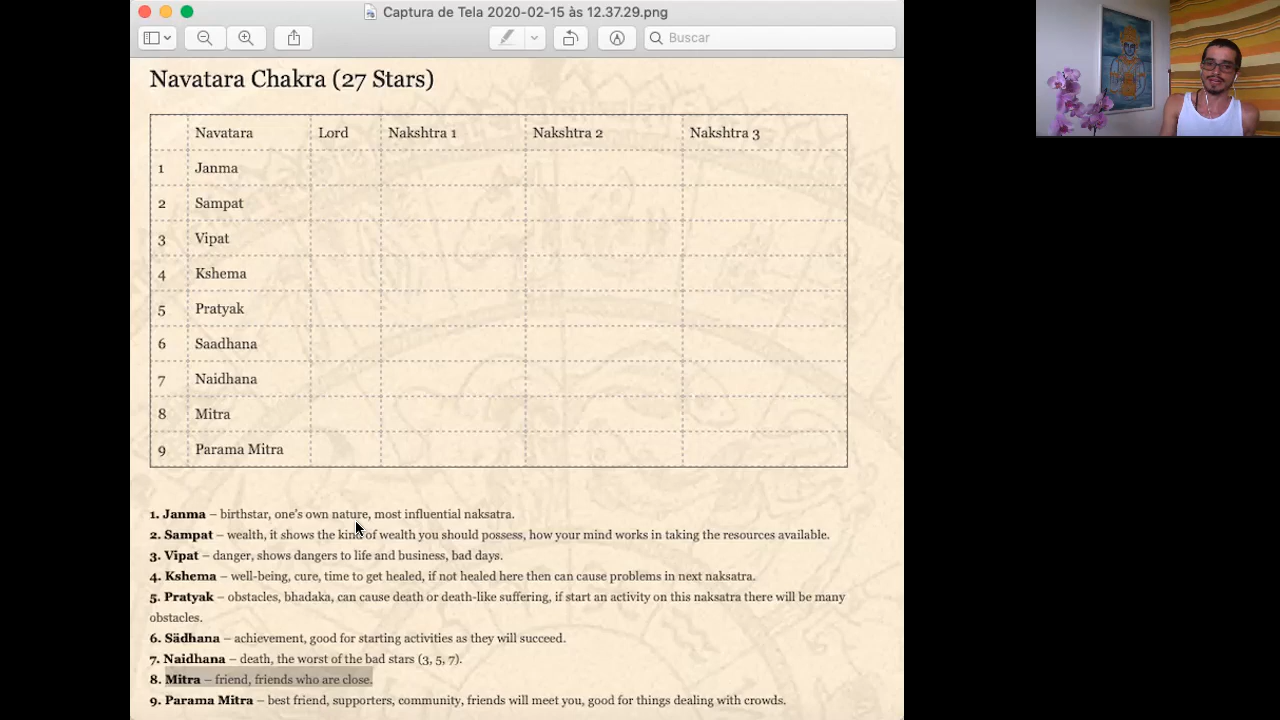 Captura de Tela 2020-02-15 às 12.37.29.png
Buscar
Navatara Chakra (27 Stars)
Navatara Lord Nakshtra 1 Nakshtra 2 Nakshtra 3
1 Janma
2 Sampat
3 Vipat
4 Kshema
5 Pratyak
6 Saadhana
7 Naidhana
8 Mitra
9 Parama Mitra
1. Janma – birthstar, one's own nature, most influential naksatra.
2. Sampat – wealth, it shows the kind of wealth you should possess, how your mind works in taking the resources available.
3. Vipat – danger, shows dangers to life and business, bad days.
4. Kshema – well-being, cure, time to get healed, if not healed here then can cause problems in next naksatra.
5. Pratyak – obstacles, bhadaka, can cause death or death-like suffering, if start an activity on this naksatra there will be many
obstacles.
6. Sädhana – achievement, good for starting activities as they will succeed.
7. Naidhana – death, the worst of the bad stars (3, 5, 7).
8. Mitra – friend, friends who are close.
9. Parama Mitra – best friend, supporters, community, friends will meet you, good for things dealing with crowds.